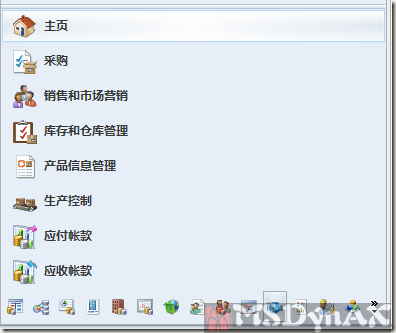 主页
采购
销售和市场营销
库存和仓库管理
产品信息管理
生产控制
应付帐款
应收帐款
MSDynAX